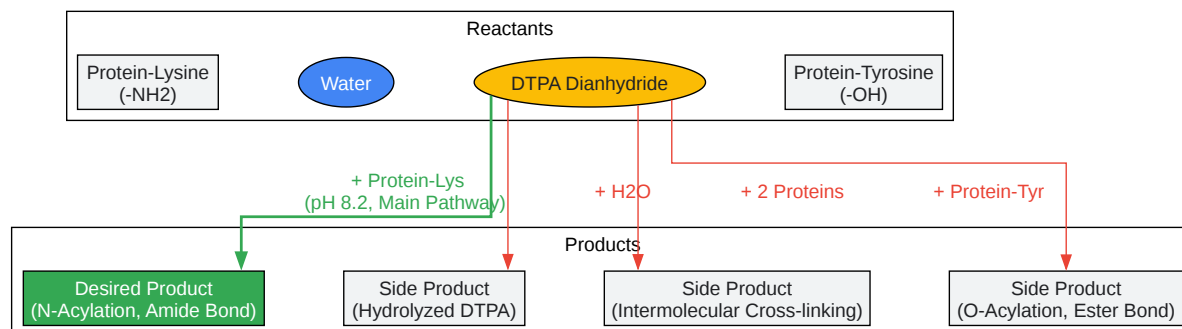 Reactants
Protein-Lysine
(-NH2)
Water
DTPA Dianhydride
Protein-Tyrosine
(-OH)
+ Protein-Lys
(pH 8.2, Main Pathway)
+ H2O
+ 2 Proteins
+ Protein-Tyr
Products
Desired Product
(N-Acylation, Amide Bond)
Side Product
(Hydrolyzed DTPA)
Side Product
(Intermolecular Cross-linking)
Side Product
(O-Acylation, Ester Bond)